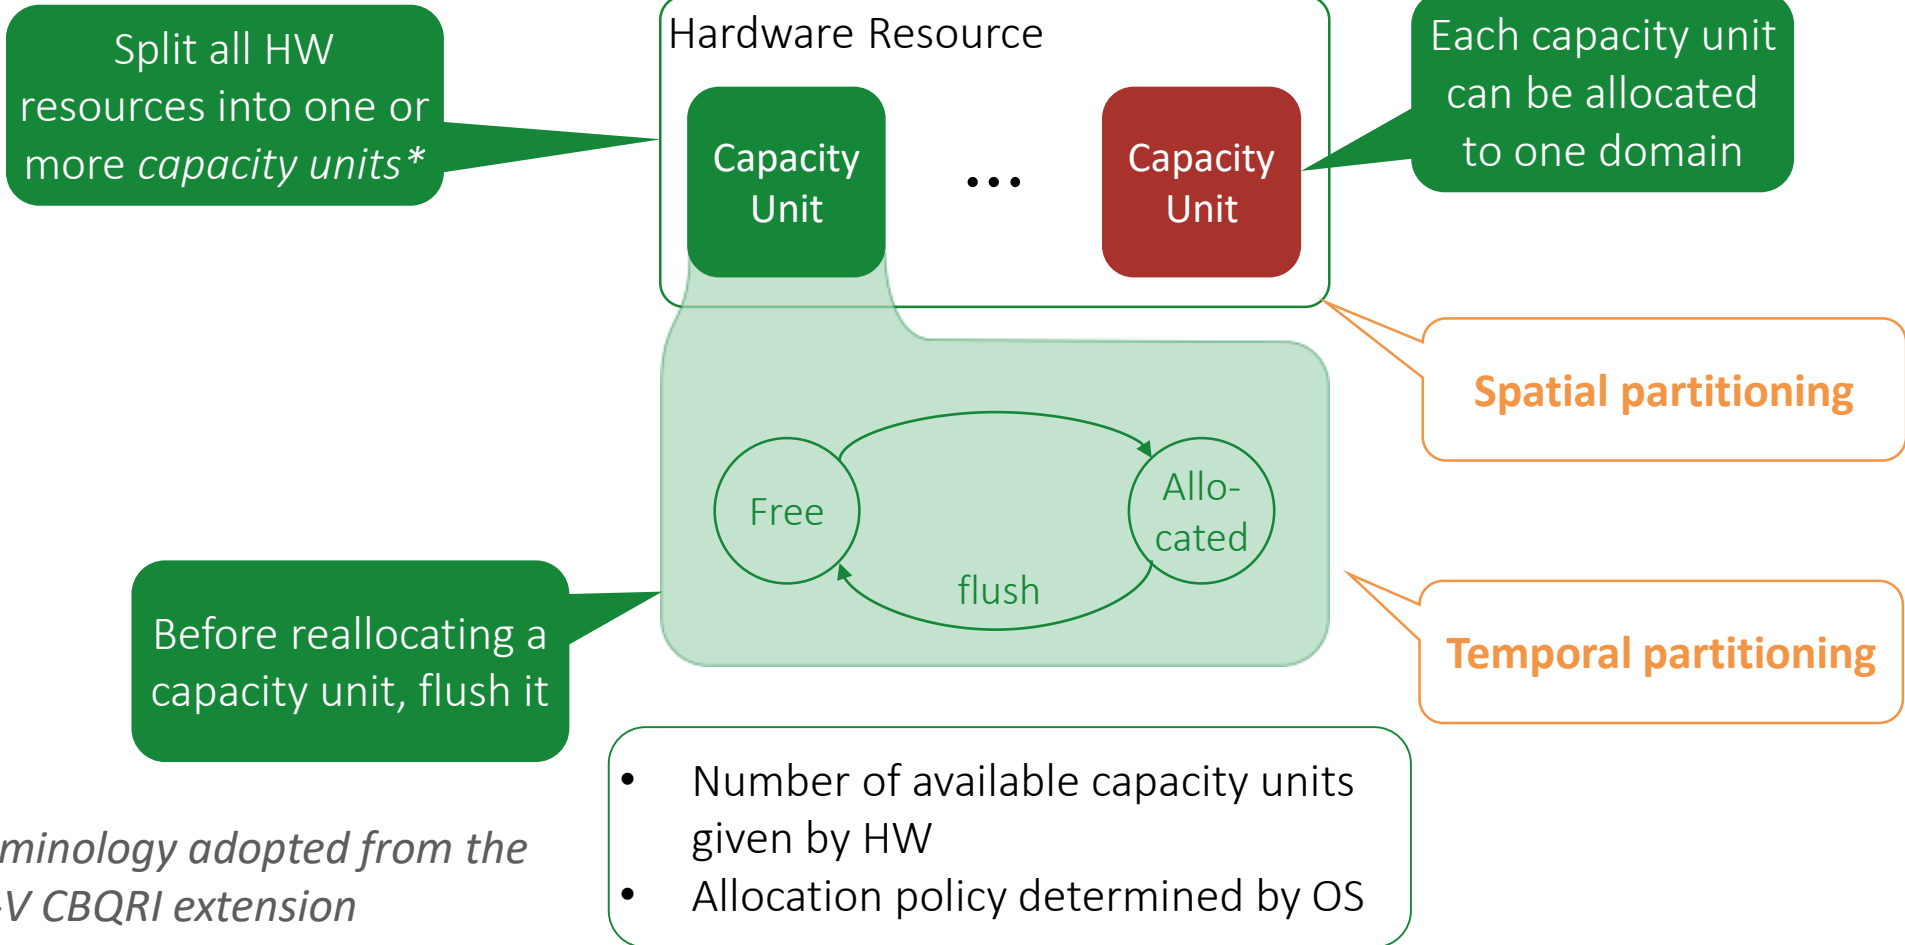 Split all HW
resources into one or
more capacity units*
Hardware Resource
Capacity
Unit
...
Capacity
Unit
Each capacity unit
can be allocated
to one domain
Spatial partitioning
Free
Allo-
cated
flush
Before reallocating a
capacity unit, flush it
Temporal partitioning
• Number of available capacity units
given by HW
• Allocation policy determined by OS
adopted from the
CBQRI extension